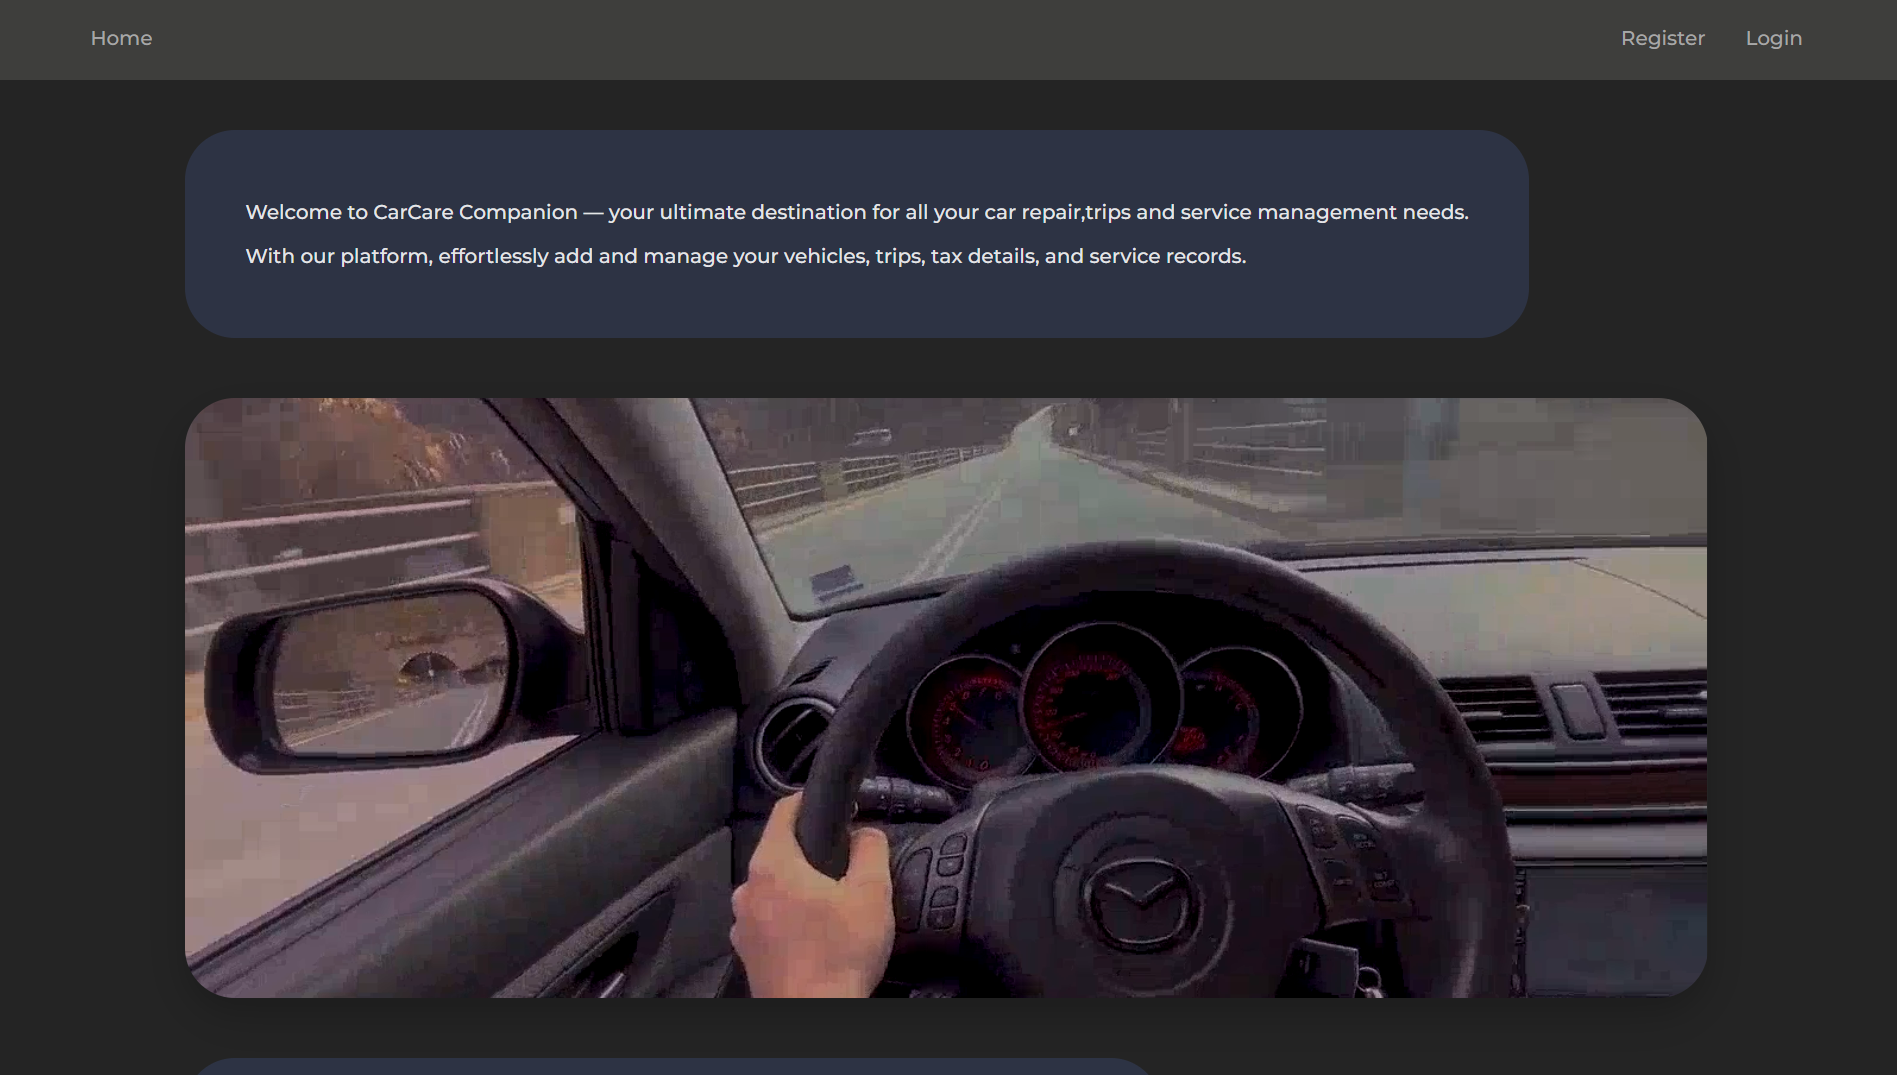 Home
Register
Login
Welcome to CarCare Companion — your ultimate destination for all your car repair,trips and service management needs.
With our platform, effortlessly add and manage your vehicles, trips, tax details, and service records.